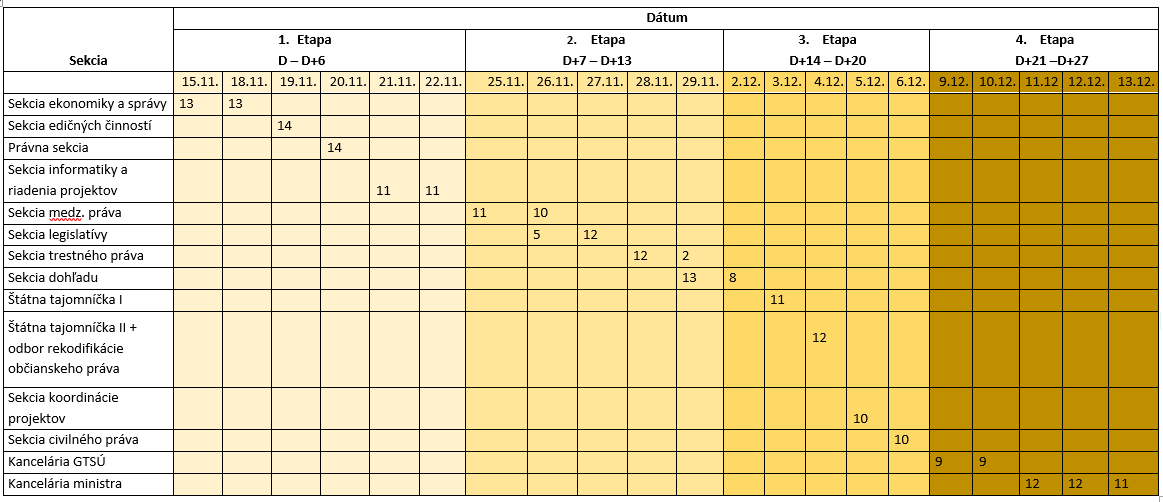 Dátum
Sekcia
1. Etapa
D – D+6
2. Etapa
D+7 – D+13
3. Etapa
D+14 – D+20
4. Etapa
D+21 –D+27
15.11. 18.11. 19.11. 20.11. 21.11. 22.11. 25.11. 26.11. 27.11. 28.11. 29.11. 2.12. 3.12. 4.12. 5.12. 6.12. 9.12. 10.12. 11.12 12.12. 13.12.
Sekcia ekonomiky a správy 13 13
Sekcia edičných činností 14
Právna sekcia 14
Sekcia informatiky a
riadenia projektov 11 11
Sekcia medz. práva 11 10
Sekcia legislatívy 5 12
Sekcia trestného práva 12 2
Sekcia dohľadu 13 8
Štátna tajomníčka I 11
Štátna tajomníčka II +
odbor rekodifikácie 12
občianskeho práva
Sekcia koordinácie
projektov 10
Sekcia civilného práva 10
Kancelária GTSÚ 9 9
Kancelária ministra 12 12 11